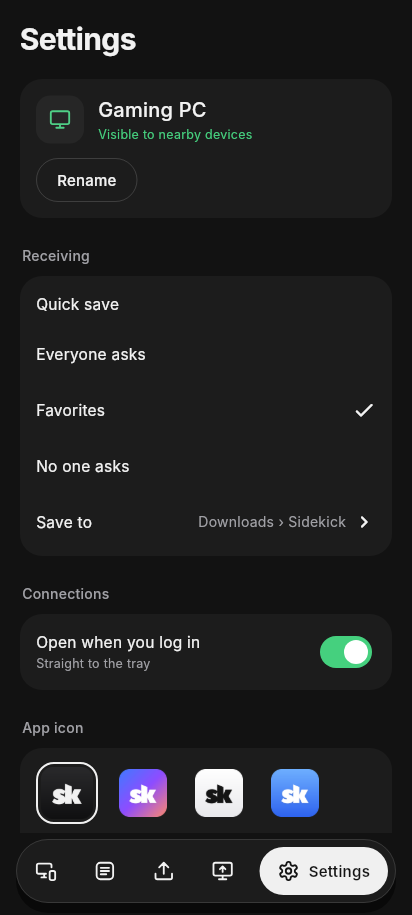 Settings
Gaming PC
Visible to nearby devices
Rename
Receiving
Quick save
Everyone asks
Favorites
No one asks
Save to Downloads › Sidekick
Connections
Open when you log in
Straight to the tray
App icon
sk sk sk sk
Settings